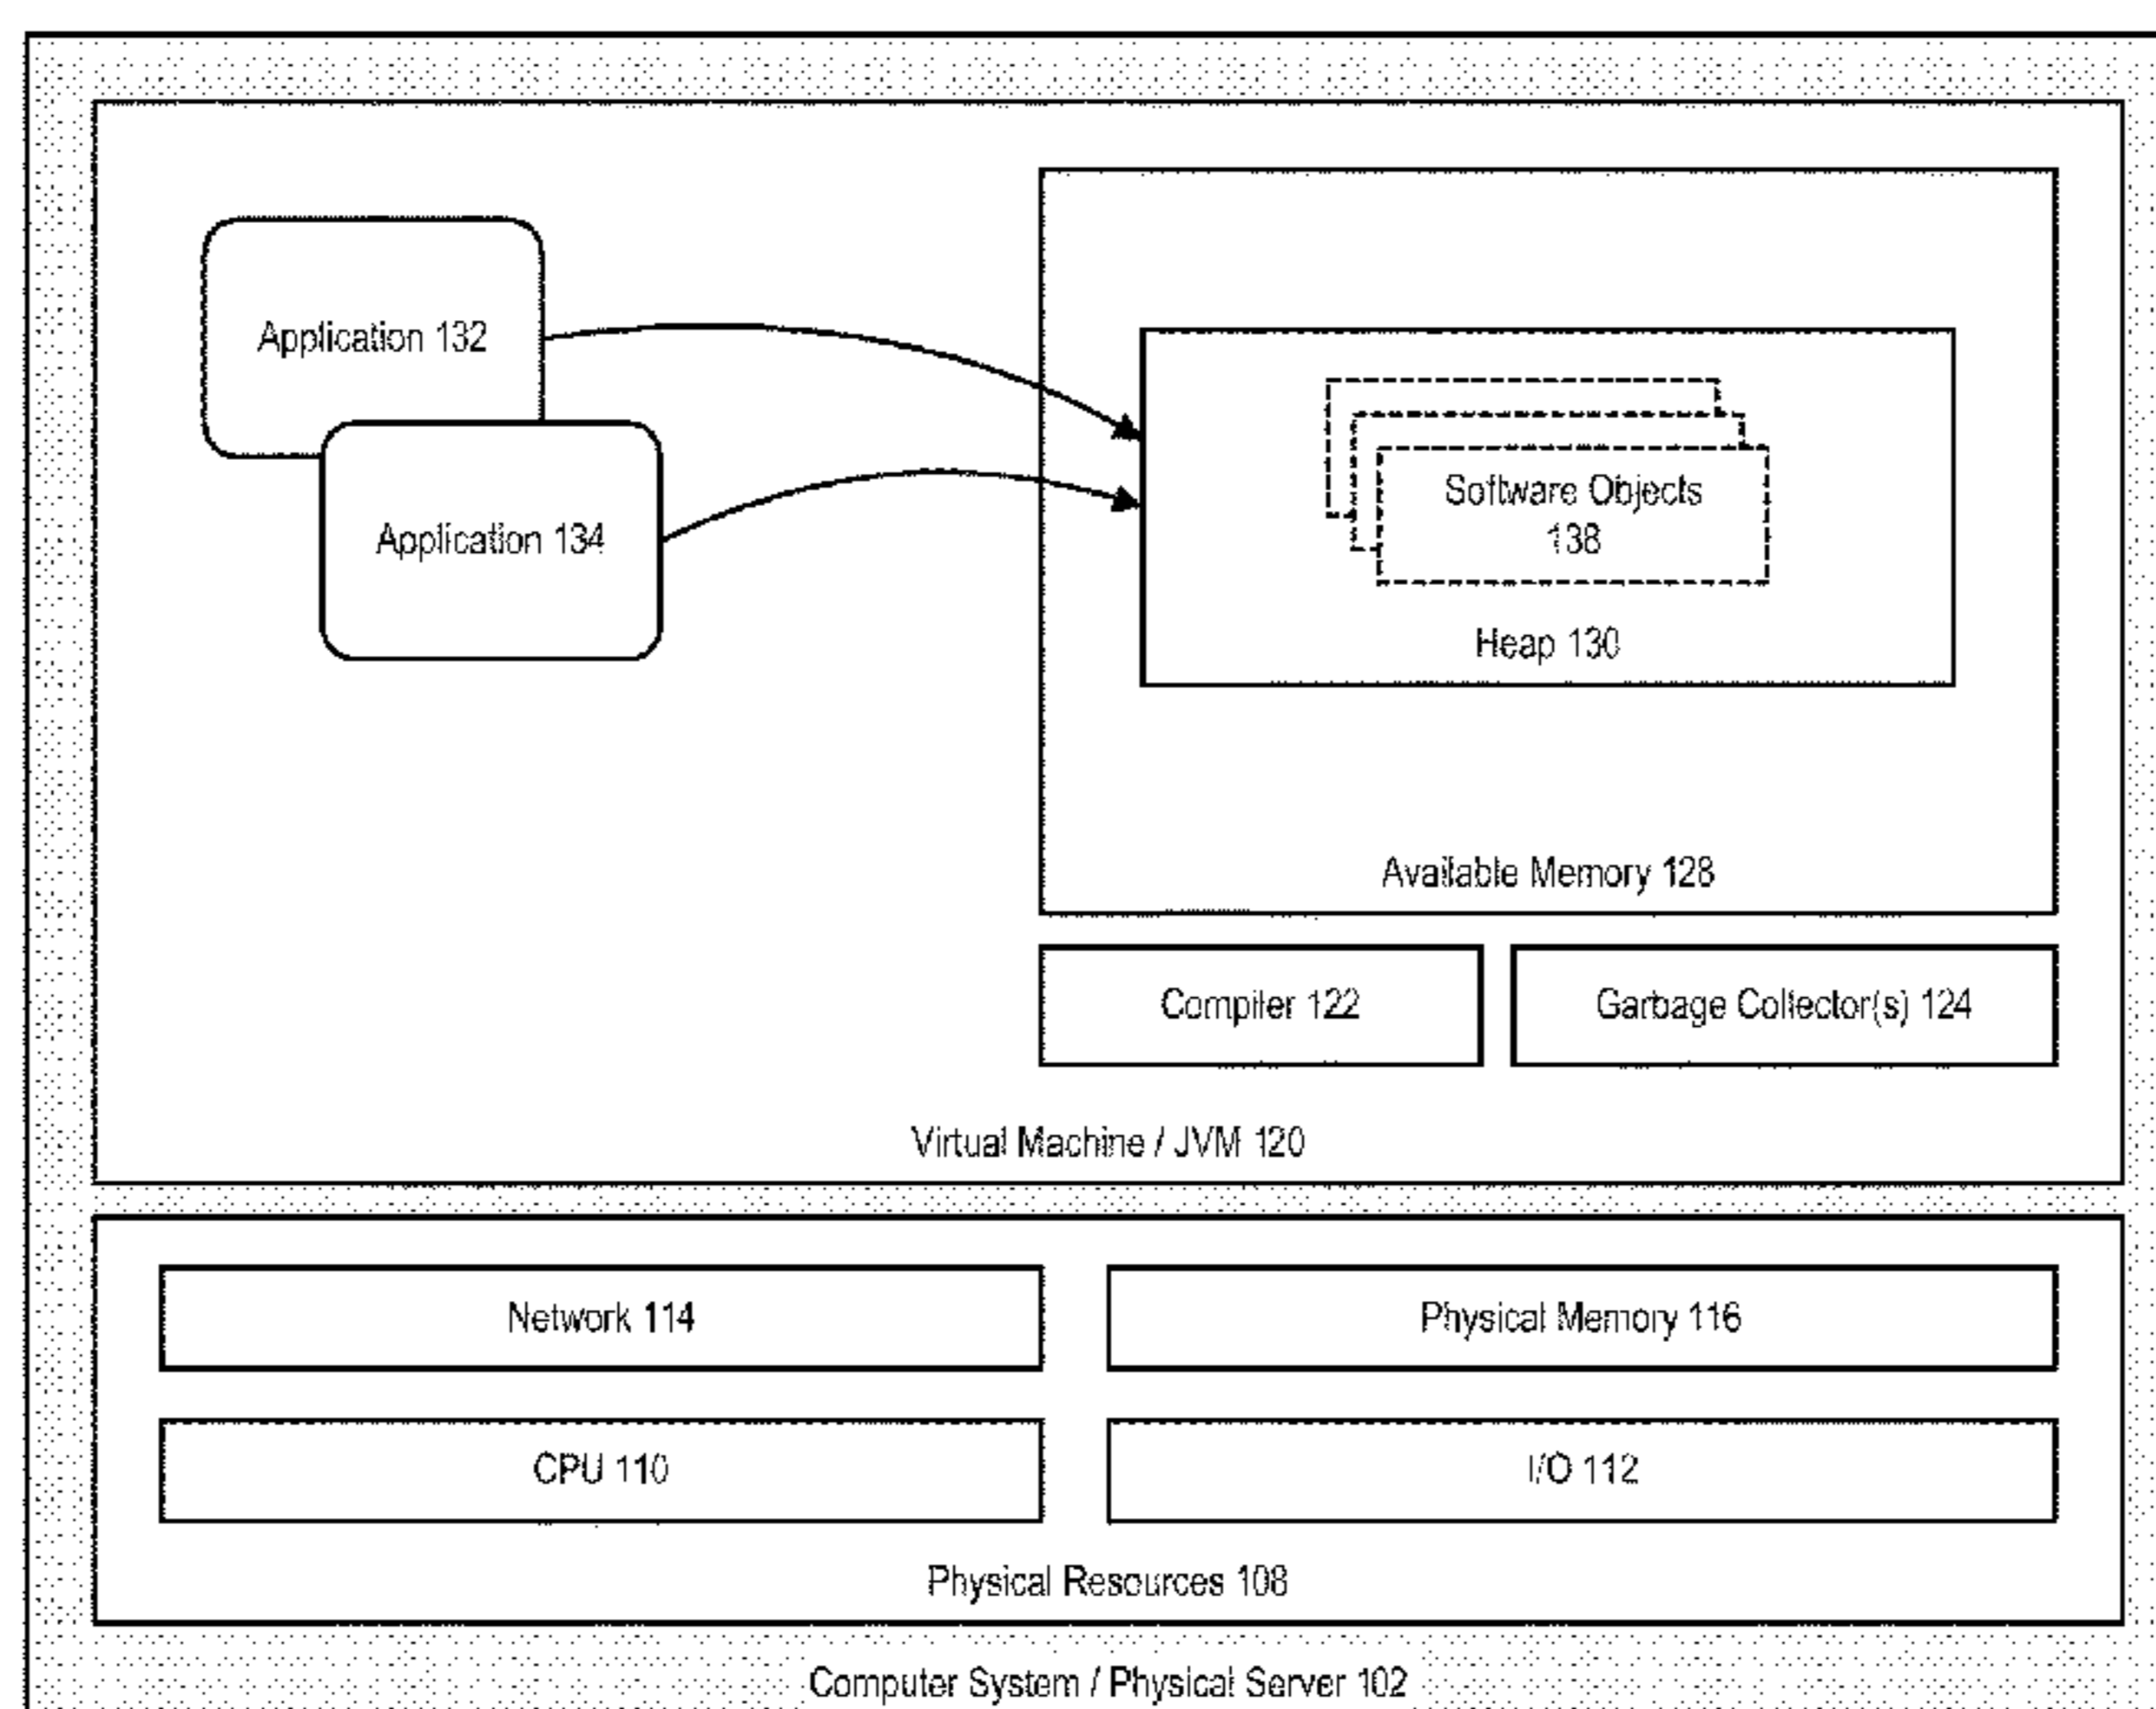 Application 132
Application 134
Software Objects
138
Heap 130
Available Memory 128
Compiler 122
Garbage Collector(s) 124
Virtual Machine / JVM 120
Network 114
Physical Memory 116
CPU 110
I/O 112
Physical Resources 108
Computer System / Physical Server 102